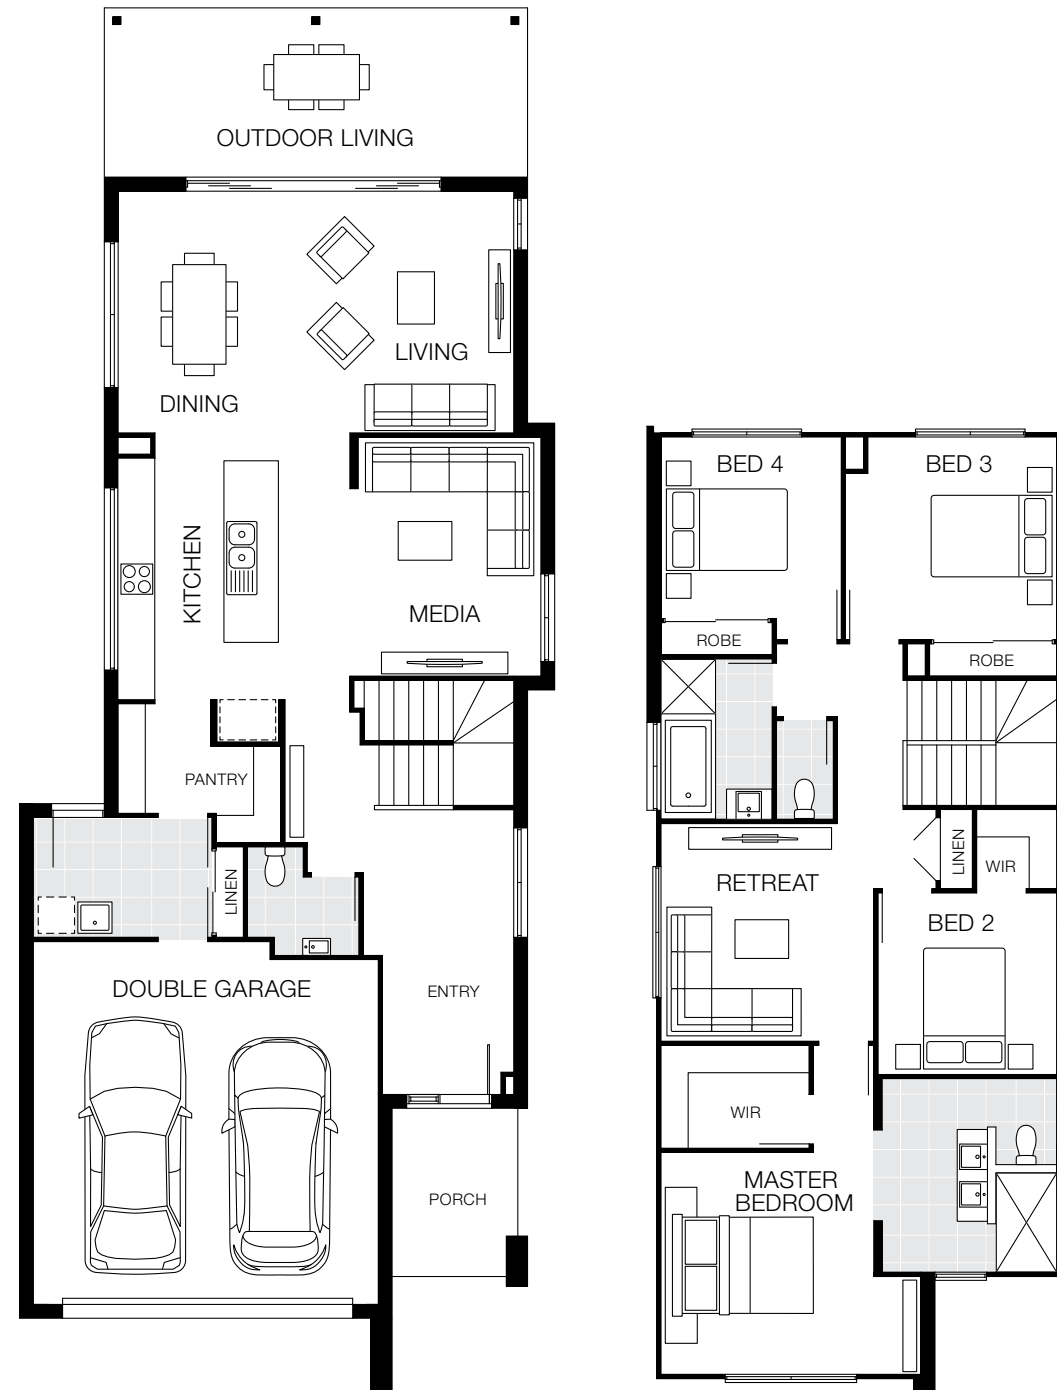 OUTDOOR LIVING
LIVING
DINING
KITCHEN
MEDIA
PANTRY
LINEN
DOUBLE GARAGE
ENTRY
PORCH
BED 4
BED 3
ROBE
ROBE
LINEN
WIR
RETREAT
BED 2
WIR
MASTER
BEDROOM